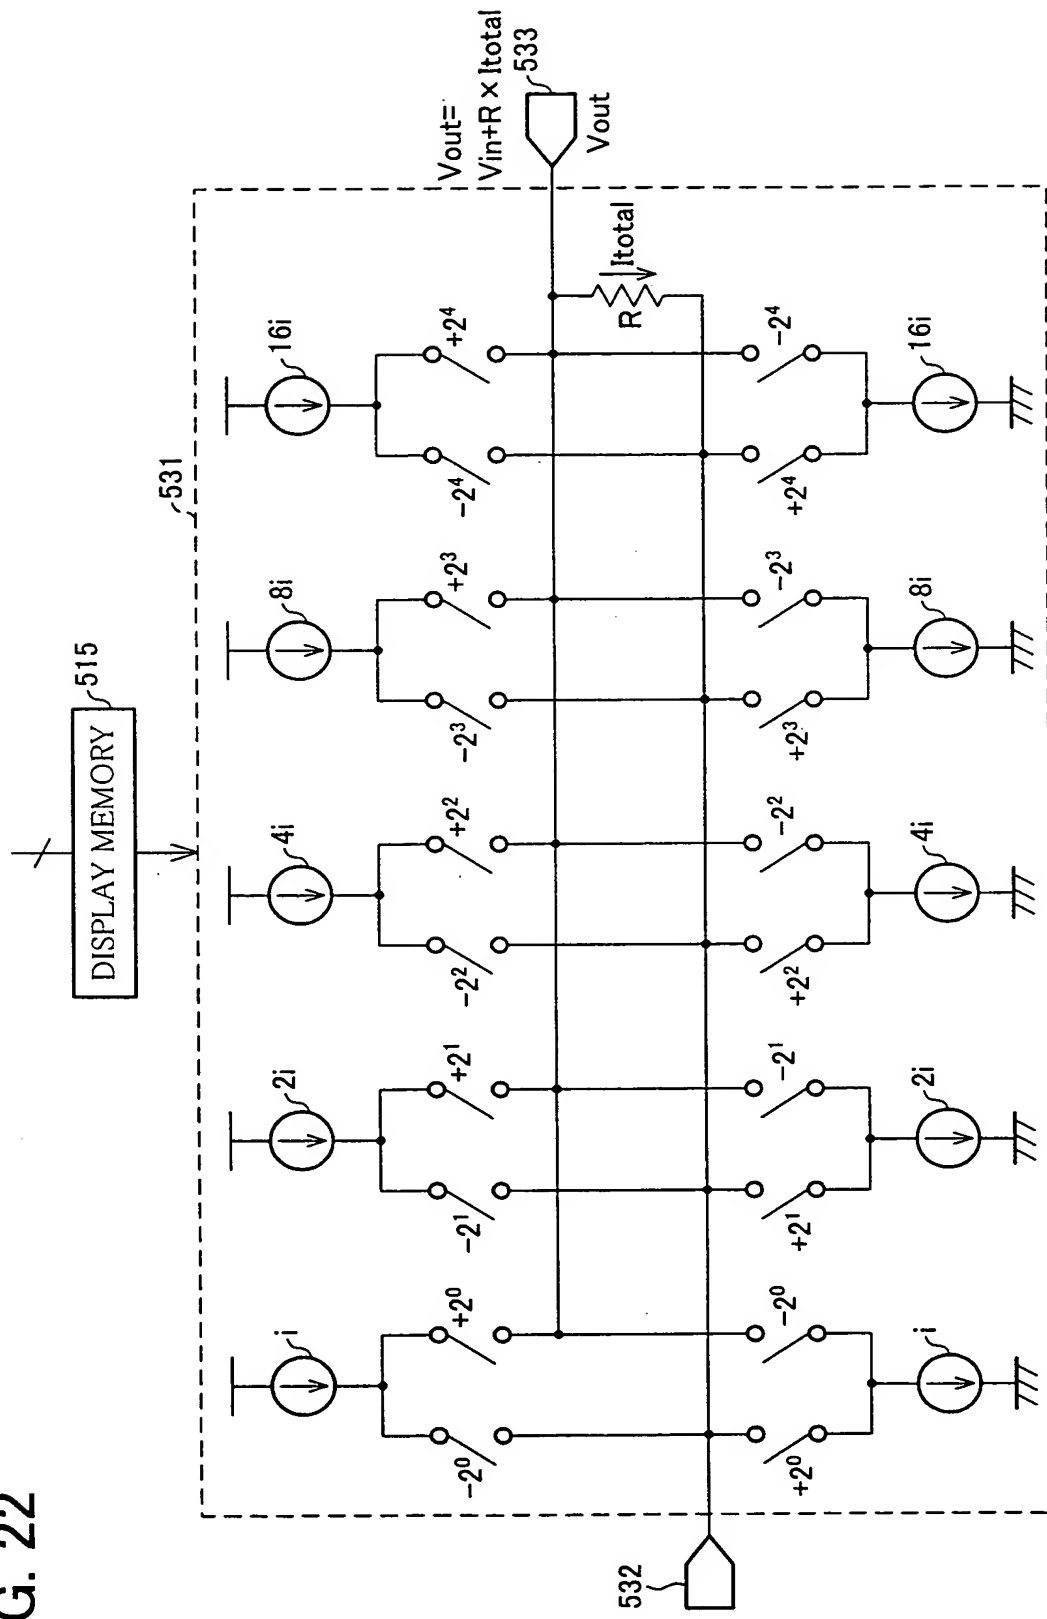 G. 22
515
DISPLAY MEMORY
531
i
2i
4i
8i
16i
-2⁰
+2⁰
-2¹
+2¹
-2²
+2²
-2³
+2³
-2⁴
+2⁴
Vout=
Vin+R×Itotal
533
Vout
R
Itotal
532
+2⁰
-2⁰
+2¹
-2¹
+2²
-2²
+2³
-2³
+2⁴
-2⁴
i
2i
4i
8i
16i